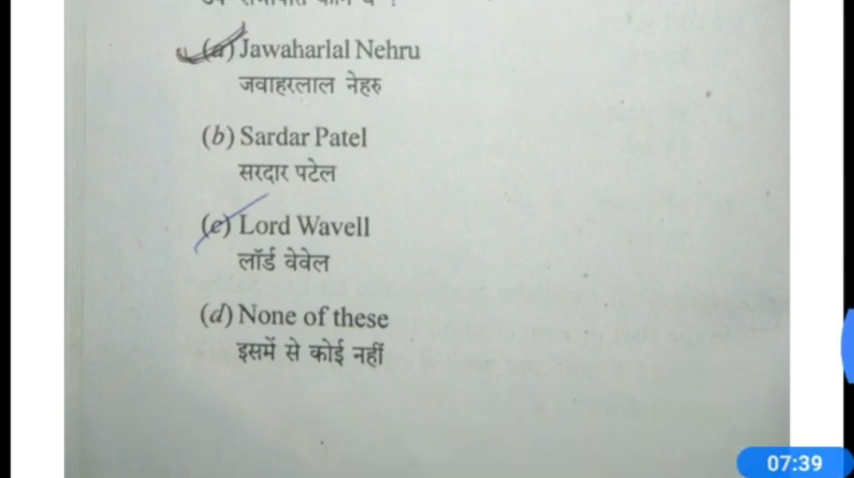 (a) Jawaharlal Nehru
जवाहरलाल नेहरु
(b) Sardar Patel
सरदार पटेल
(c) Lord Wavell
लॉर्ड वेवेल
(d) None of these
इसमें से कोई नहीं
07:39